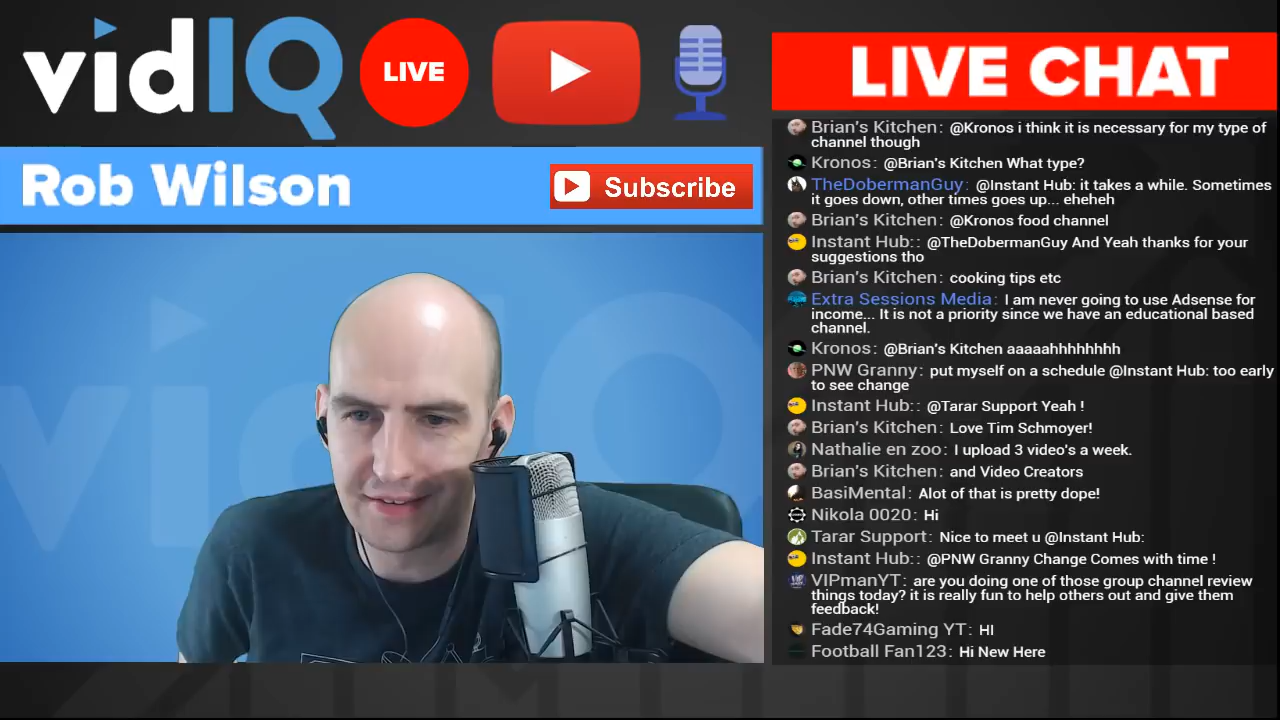 vidIQ
LIVE
Rob Wilson
Subscribe
LIVE CHAT
Brian's Kitchen: @Kronos i think it is necessary for my type of
channel though
Kronos: @Brian's Kitchen What type?
TheDobermanGuy: @Instant Hub: it takes a while. Sometimes
it goes down, other times goes up... eheheh
Brian's Kitchen: @Kronos food channel
Instant Hub:: @TheDobermanGuy And Yeah thanks for your
suggestions tho
Brian's Kitchen: cooking tips etc
Extra Sessions Media: I am never going to use Adsense for
income... It is not a priority since we have an educational based
channel.
Kronos: @Brian's Kitchen aaaaahhhhhhhh
PNW Granny: put myself on a schedule @Instant Hub: too early
to see change
Instant Hub:: @Tarar Support Yeah !
Brian's Kitchen: Love Tim Schmoyer!
Nathalie en zoo: I upload 3 video's a week.
Brian's Kitchen: and Video Creators
BasiMental: Alot of that is pretty dope!
Nikola 0020: Hi
Tarar Support: Nice to meet u @Instant Hub:
Instant Hub:: @PNW Granny Change Comes with time !
VIPmanYT: are you doing one of those group channel review
things today? it is really fun to help others out and give them
feedback!
Fade74Gaming YT: HI
Football Fan123: Hi New Here